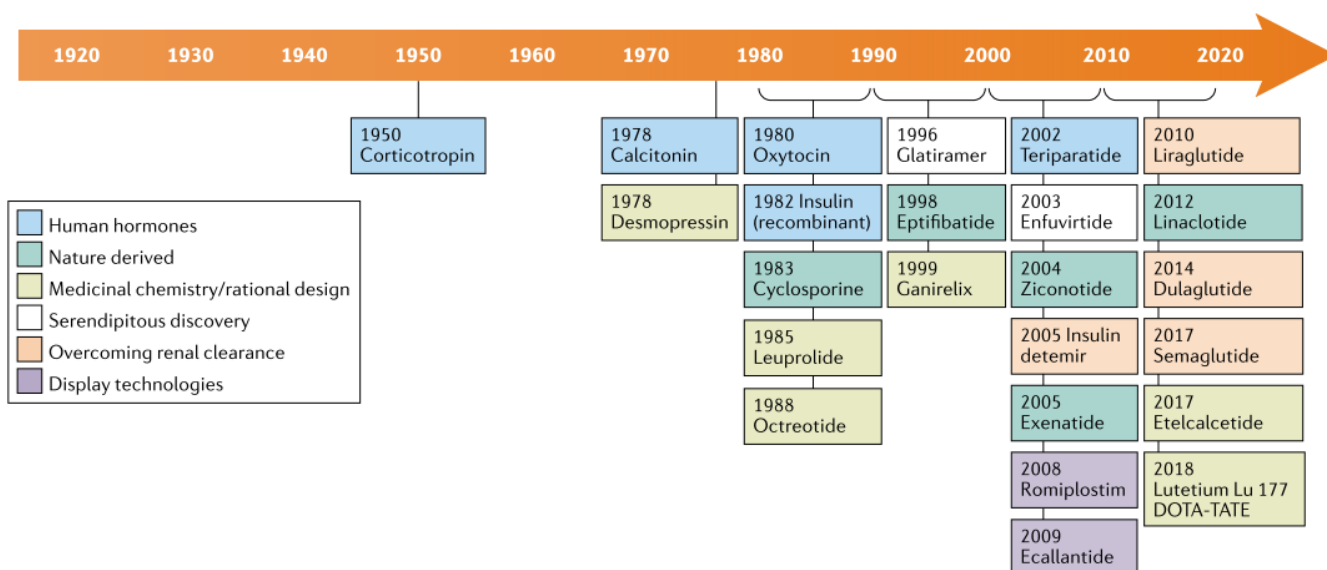 1920 1930 1940 1950 1960 1970 1980 1990 2000 2010 2020
1950
Corticotropin
1978
Calcitonin
1978
Desmopressin
1980
Oxytocin
1982 Insulin
(recombinant)
1983
Cyclosporine
1985
Leuprolide
1988
Octreotide
1996
Glatiramer
1998
Eptifibatide
1999
Ganirelix
2002
Teriparatide
2003
Enfuvirtide
2004
Ziconotide
2005 Insulin
detemir
2005
Exenatide
2008
Romiplostim
2009
Ecallantide
2010
Liraglutide
2012
Linaclotide
2014
Dulaglutide
2017
Semaglutide
2017
Etelcalcetide
2018
Lutetium Lu 177
DOTA-TATE
Human hormones
Nature derived
Medicinal chemistry/rational design
Serendipitous discovery
Overcoming renal clearance
Display technologies